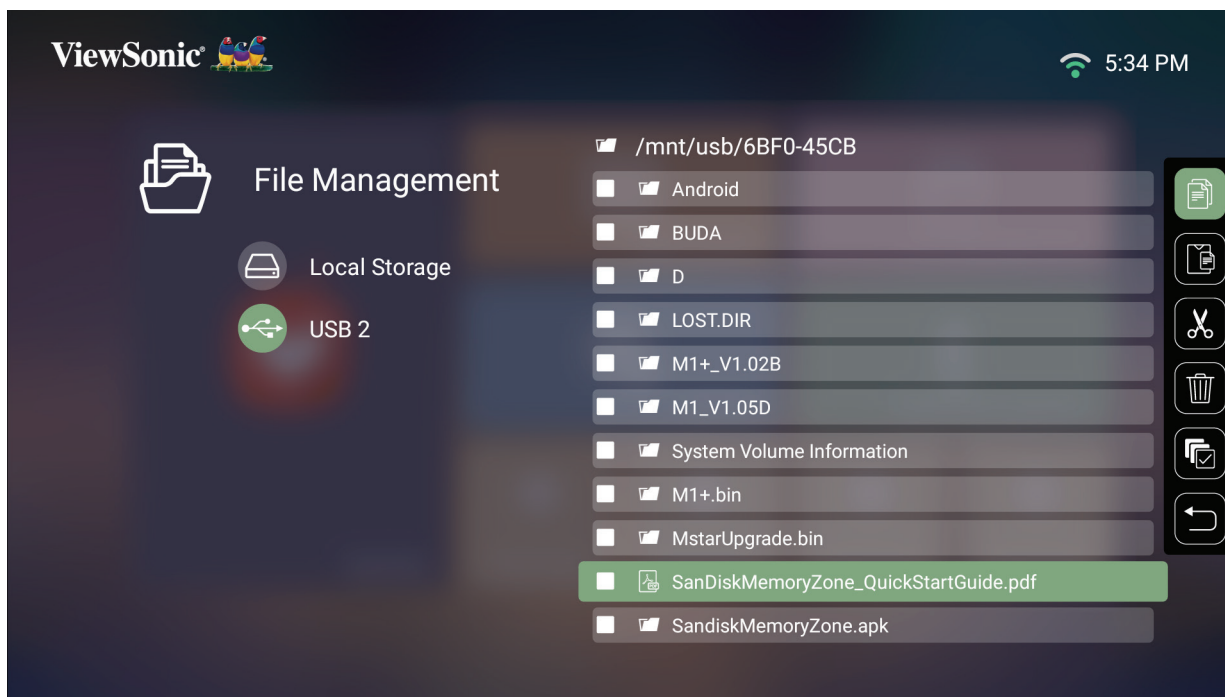 ViewSonic®
5:34 PM
File Management
Local Storage
USB 2
/mnt/usb/6BF0-45CB
Android
BUDA
D
LOST.DIR
M1+_V1.02B
M1_V1.05D
System Volume Information
M1+.bin
MstarUpgrade.bin
SanDiskMemoryZone_QuickStartGuide.pdf
SandiskMemoryZone.apk